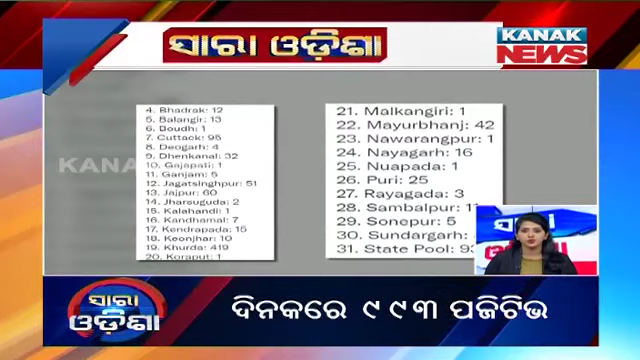 ସାରା ଓଡ଼ିଶା
KANAK
NEWS
4. Bhadrak: 12
5. Balangir: 13
6. Boudh: 1
7. Cuttack: 95
8. Deogarh: 4
9. Dhenkanal: 32
10. Gajapati: 1
11. Ganjam: 5
12. Jagatsinghpur: 51
13. Jajpur: 60
14. Jharsuguda: 2
15. Kalahandi: 1
16. Kandhamal: 7
17. Kendrapada: 15
18. Keonjhar: 10
19. Khurda: 419
20. Koraput: 1
21. Malkangiri: 1
22. Mayurbhanj: 42
23. Nawarangpur: 1
24. Nayagarh: 16
25. Nuapada: 1
26. Puri: 25
27. Rayagada: 3
28. Sambalpur:
29. Sonepur: 5
30. Sundargarh:
31. State Pool:
KANAK
ସାରା
ଓଡ଼ିଶା
ଦିନକରେ ୯୯୩ ପଜିଟିଭ